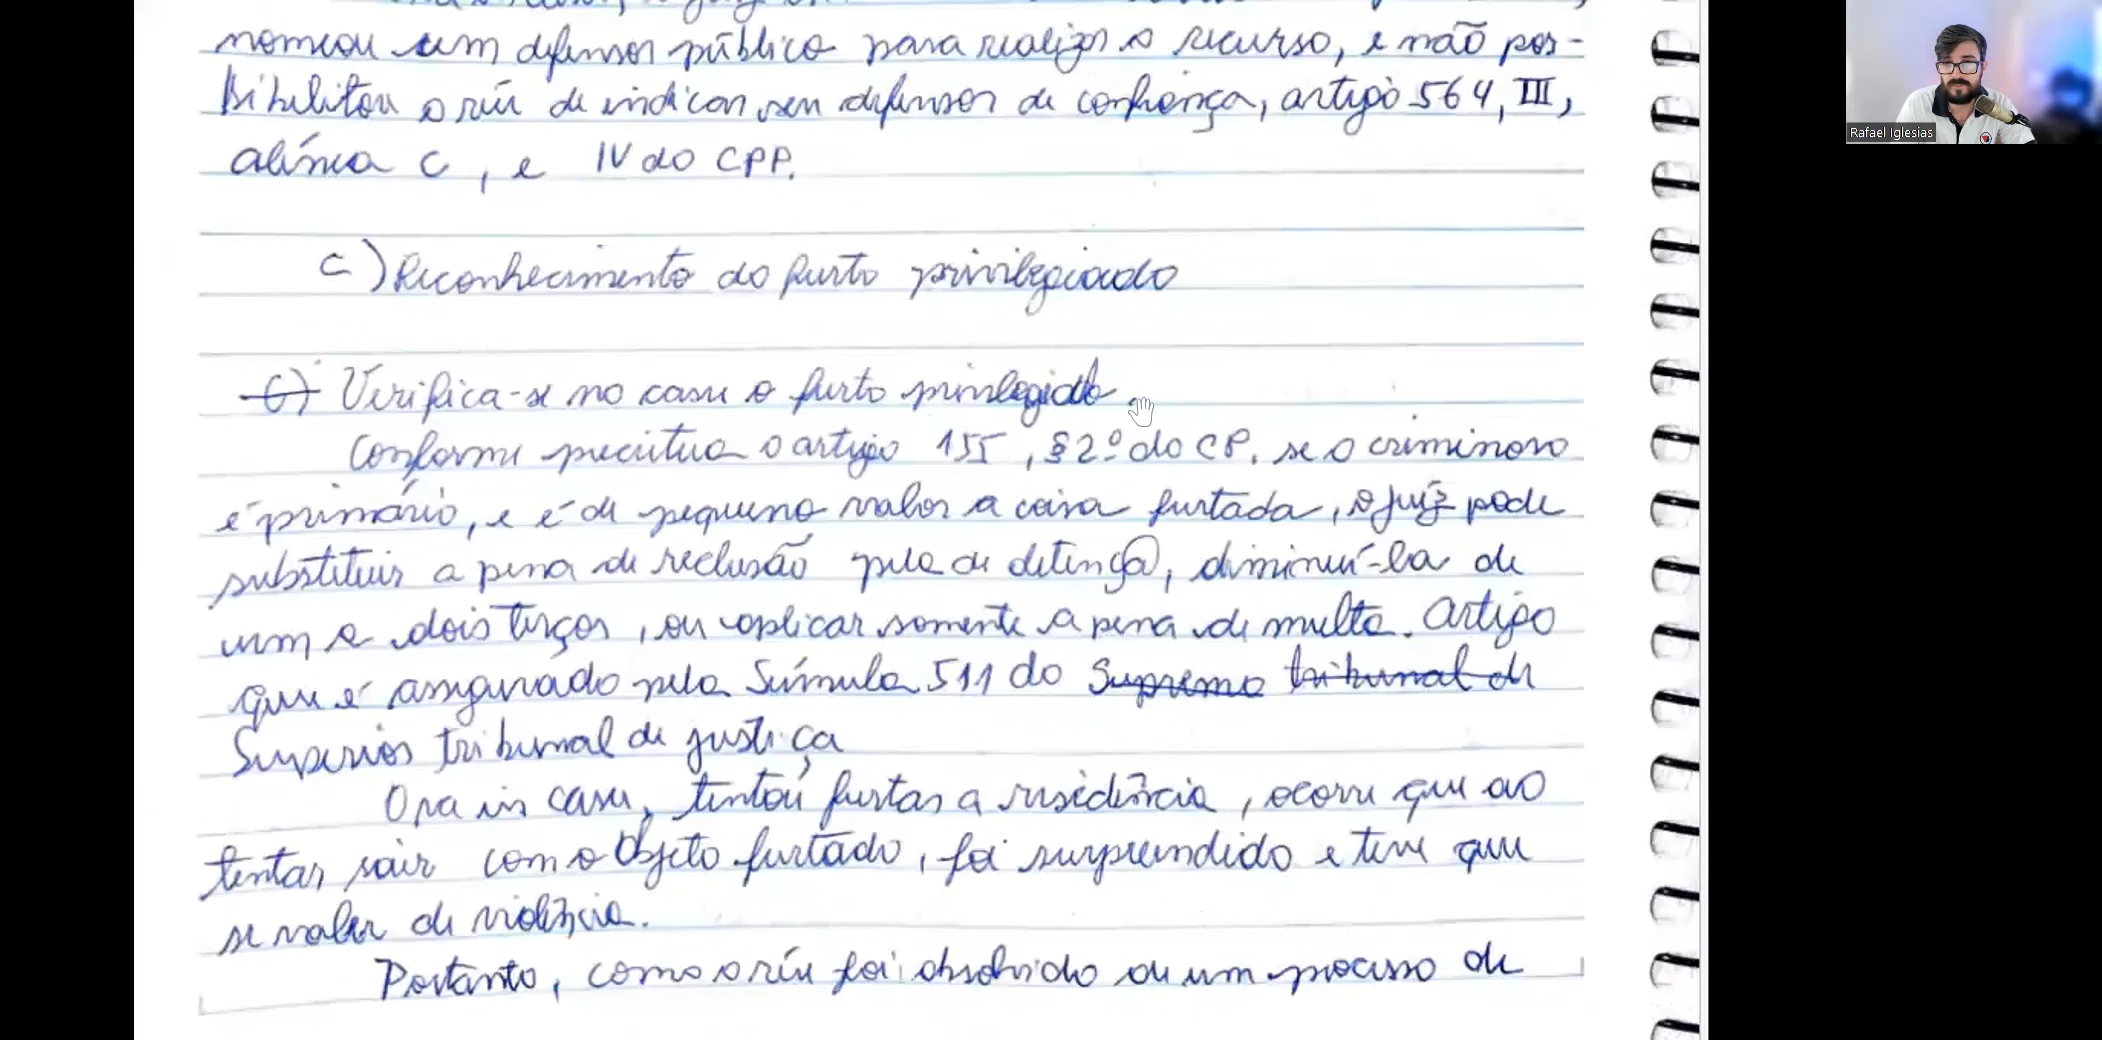 nomeou um defensor público para realizar o recurso, e não pos-
sibilitou o réu de indicar seu defensor de confiança, artigo 564, III,
alínea C, e IV do CPP.
C) Reconhecimento do furto privilegiado
C) Verifica-se no caso o furto privilegiado.
Conforme preceitua o artigo 155, §2º do CP. se o criminoso
é primário, e é de pequeno valor a coisa furtada, o juíz pode
substituir a pena de reclusão pela de detença, diminuí-la de
um a dois terços, ou aplicar somente a pena de multa. Artigo
que é assegurado pela Súmula 511 do Supremo tribunal de
Superior tribunal de justiça
Ora in casu, tentou furtar a residência, ocorre que ao
tentar sair com o objeto furtado, foi surpreendido e teve que
se valer de violência.
Portanto, como o réu foi absolvido de um processo de
Rafael Iglesias